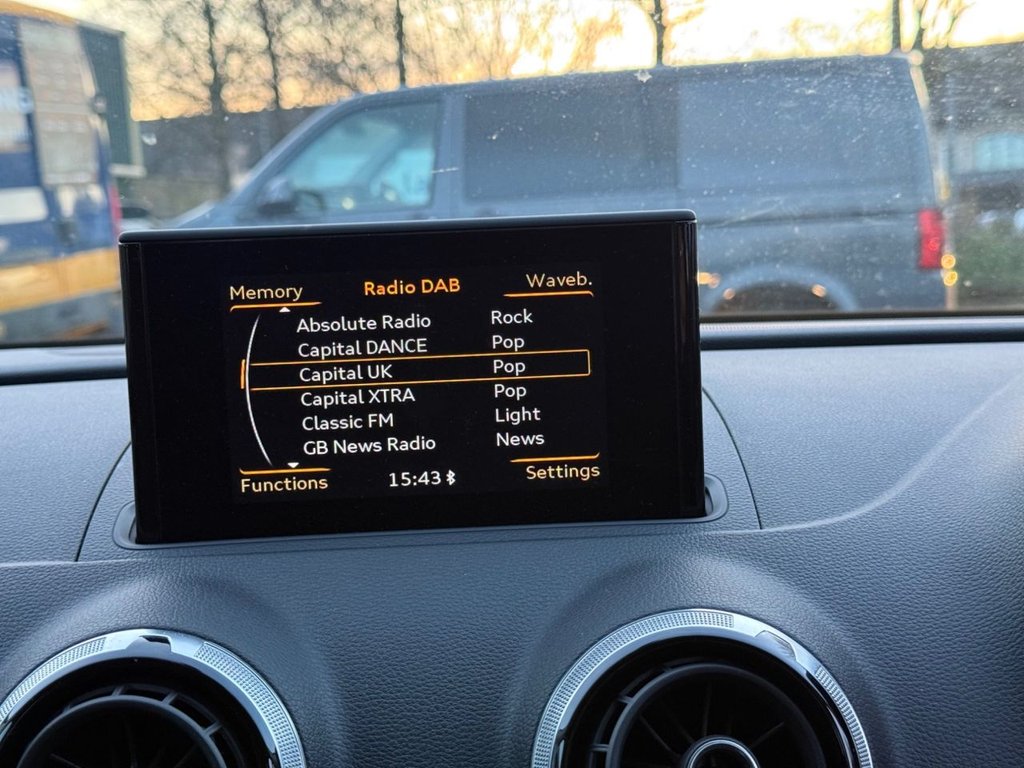 Memory Radio DAB Waveb.
Absolute Radio Rock
Capital DANCE Pop
Capital UK Pop
Capital XTRA Pop
Classic FM Light
GB News Radio News
Functions 15:43 Settings